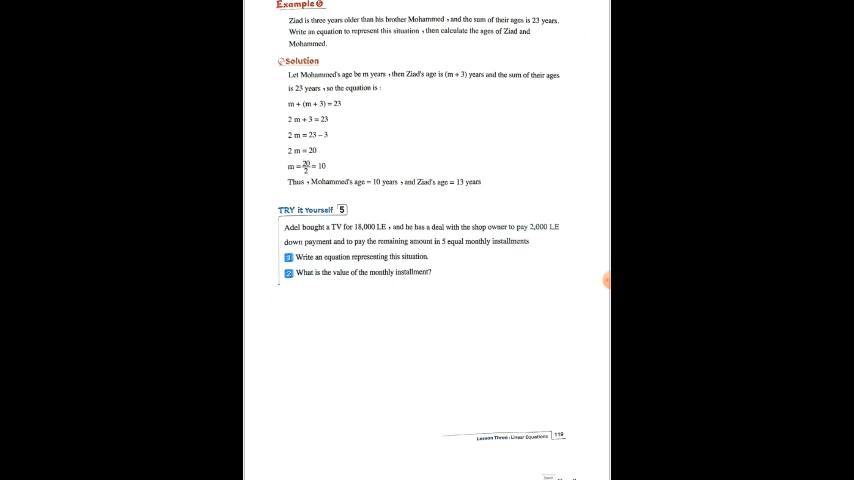 Example 5
Ziad is three years older than his brother Mohammed , and the sum of their ages is 23 years.
Write an equation to represent this situation , then calculate the ages of Ziad and
Mohammed.
Solution
Let Mohammed's age be m years , then Ziad's age is (m + 3) years and the sum of their ages
is 23 years , so the equation is :
m + (m + 3) = 23
2 m + 3 = 23
2 m = 23 – 3
2 m = 20
m = 20/2 = 10
Thus , Mohammed's age = 10 years , and Ziad's age = 13 years
TRY it Yourself 5
Adel bought a TV for 18,000 LE , and he has a deal with the shop owner to pay 2,000 LE
down payment and to pay the remaining amount in 5 equal monthly installments
1 Write an equation representing this situation.
2 What is the value of the monthly installment?
Lesson Three : Linear Equations 119